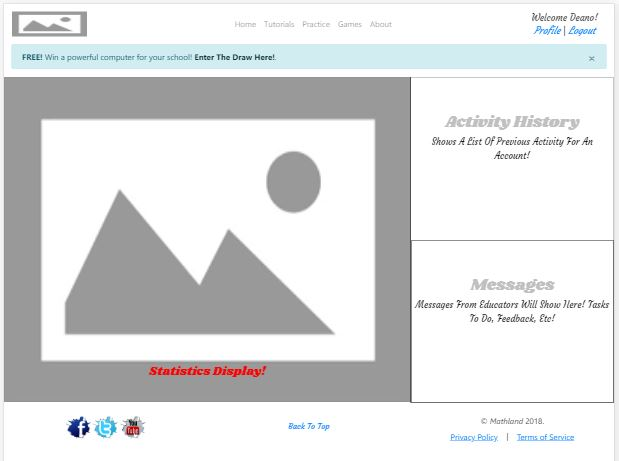 Home Tutorials Practice Games About
Welcome Deano!
Profile | Logout
FREE! Win a powerful computer for your school! Enter The Draw Here!. ×
Activity History
Shows A List Of Previous Activity For An
Account!
Messages
Messages From Educators Will Show Here! Tasks
To Do, Feedback, Etc!
Statistics Display!
You
Tube
Back To Top
© Mathland 2018.
Privacy Policy | Terms of Service